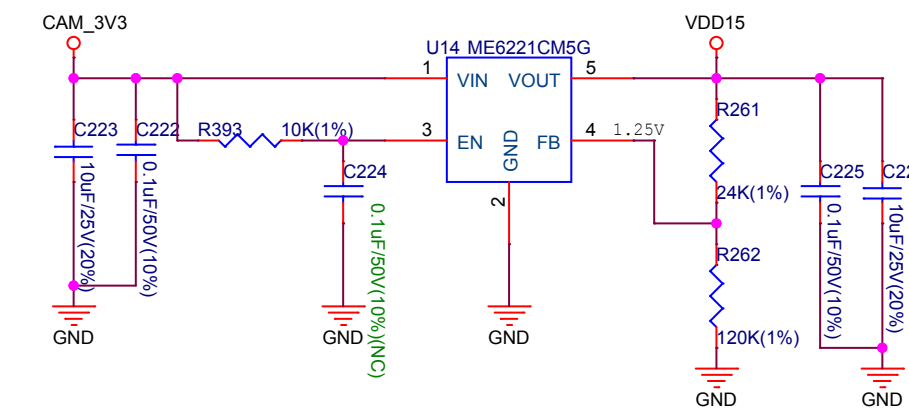 CAM_3V3
VDD15
U14 ME6221CM5G
1
VIN
VOUT
5
3
EN
GND
FB
4
1.25V
2
C223
10uF/25V(20%)
C222
0.1uF/50V(10%)
R393
10K(1%)
C224
0.1uF/50V(10%)(NC)
R261
24K(1%)
R262
120K(1%)
C225
0.1uF/50V(10%)
10uF/25V(20%)
GND
GND
GND
GND
GND